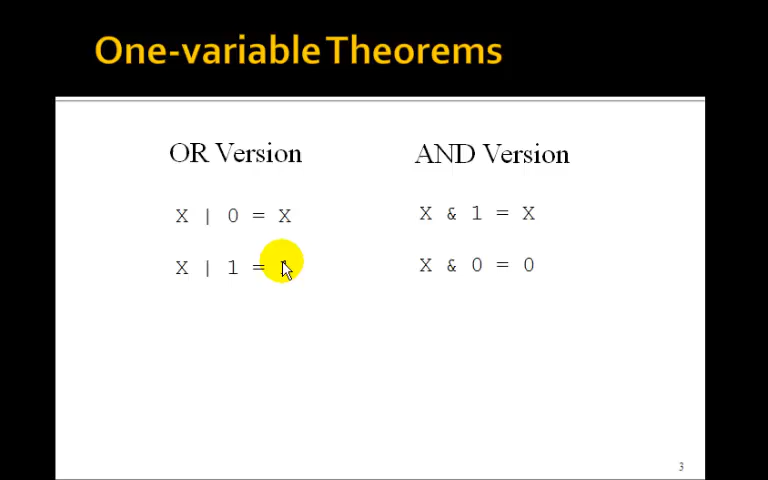 One-variable Theorems
OR Version
X | 0 = X
X | 1 =
AND Version
X & 1 = X
X & 0 = 0
3